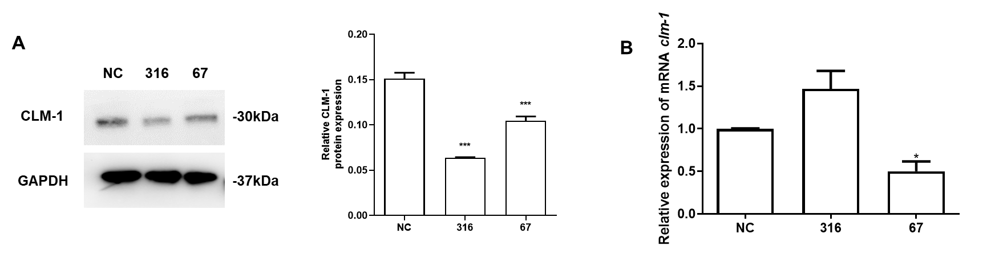 A
NC 316 67
CLM-1 -30kDa
GAPDH -37kDa
Relative CLM-1
protein expression
0.20
0.15
0.10
0.05
0.00
***
***
NC 316 67
B
Relative expression of mRNA clm-1
2.0
1.5
1.0
0.5
0.0
*
NC 316 67